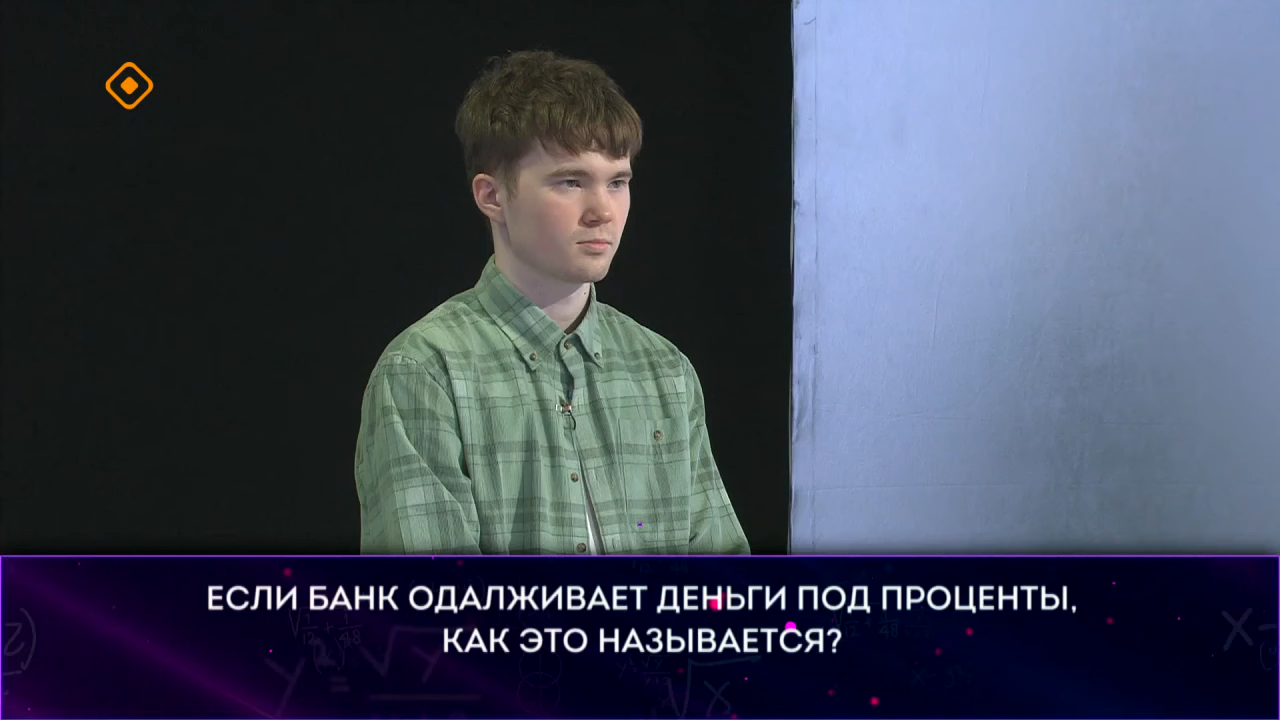 ЕСЛИ БАНК ОДАЛЖИВАЕТ ДЕНЬГИ ПОД ПРОЦЕНТЫ,
КАК ЭТО НАЗЫВАЕТСЯ?